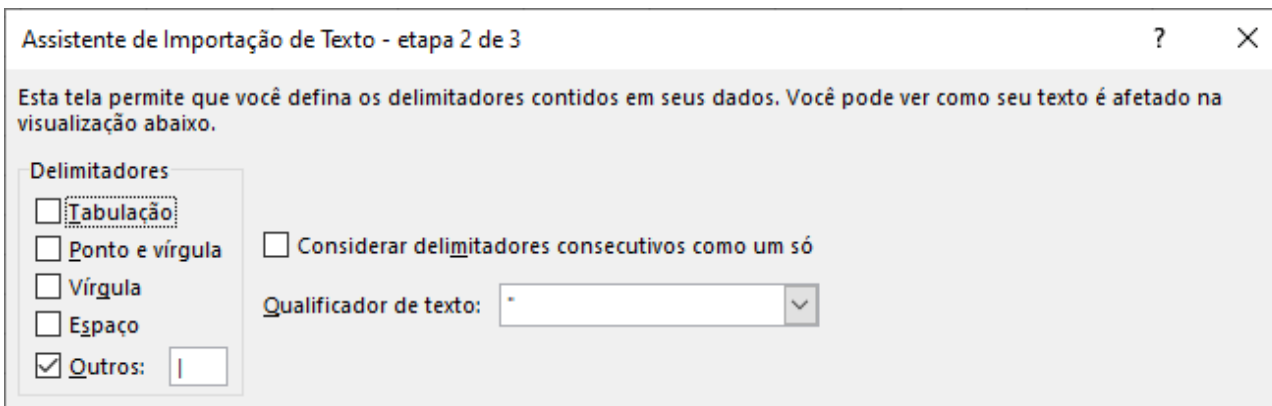 Assistente de Importação de Texto - etapa 2 de 3 ?
Esta tela permite que você defina os delimitadores contidos em seus dados. Você pode ver como seu texto é afetado na
visualização abaixo.
Delimitadores
Tabulação
Ponto e vírgula
Vírgula
Espaço
Outros: |
Considerar delimitadores consecutivos como um só
Qualificador de texto: "